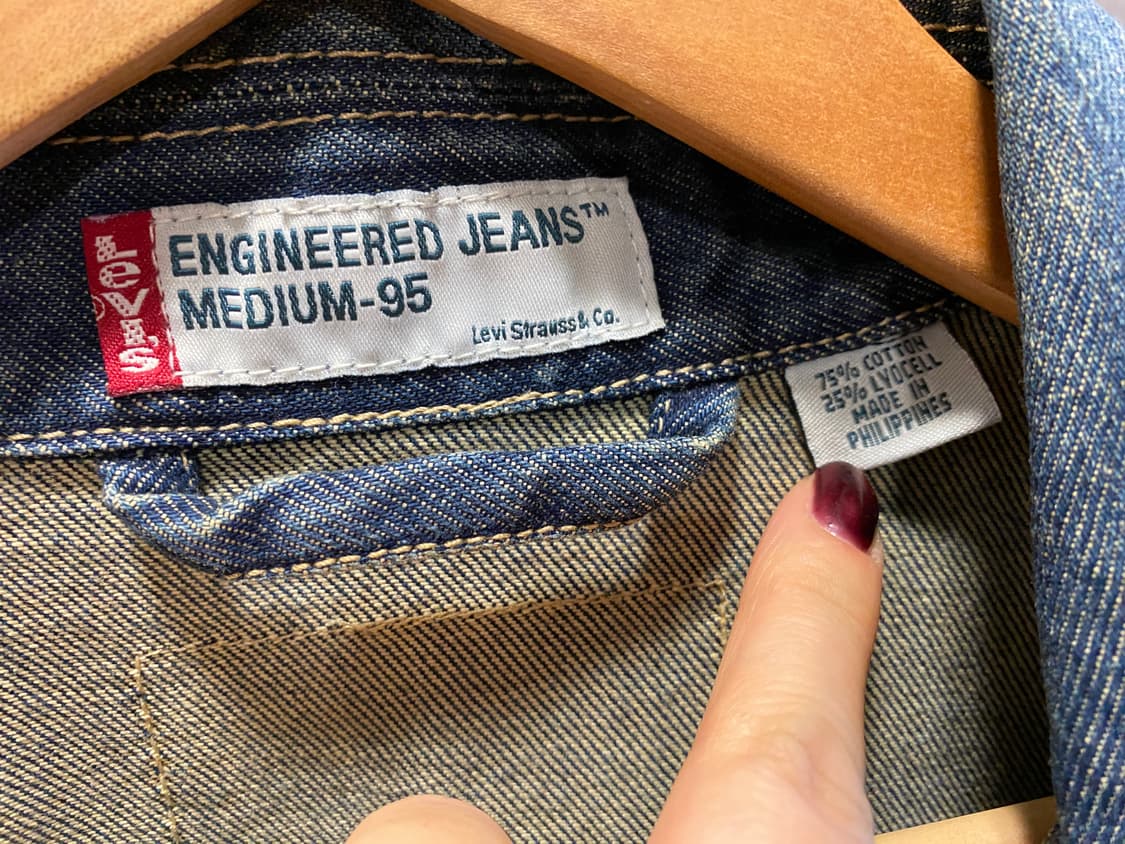 LEVI'S®
ENGINEERED JEANS™
MEDIUM-95
Levi Strauss & Co.
75% COTTON
25% LYOCELL
MADE IN
PHILIPPINES